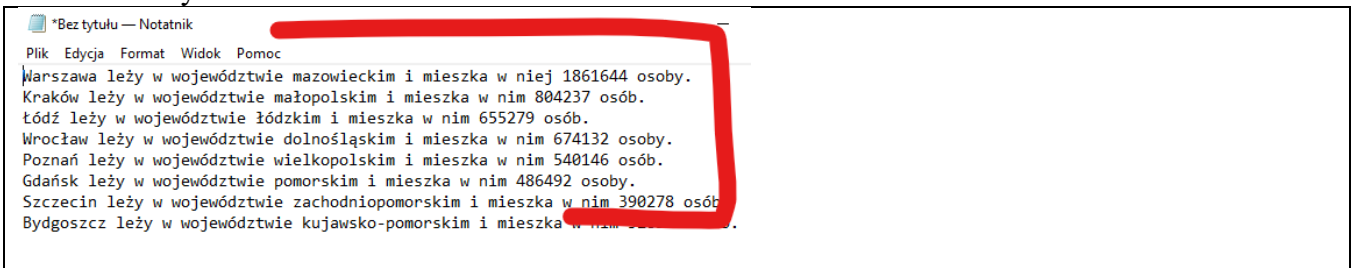 *Bez tytułu — Notatnik
Plik Edycja Format Widok Pomoc
Warszawa leży w województwie mazowieckim i mieszka w niej 1861644 osoby.
Kraków leży w województwie małopolskim i mieszka w nim 804237 osób.
Łódź leży w województwie łódzkim i mieszka w nim 655279 osób.
Wrocław leży w województwie dolnośląskim i mieszka w nim 674132 osoby.
Poznań leży w województwie wielkopolskim i mieszka w nim 540146 osób.
Gdańsk leży w województwie pomorskim i mieszka w nim 486492 osoby.
Szczecin leży w województwie zachodniopomorskim i mieszka w nim 390278 osób
Bydgoszcz leży w województwie kujawsko-pomorskim i mieszka w nim